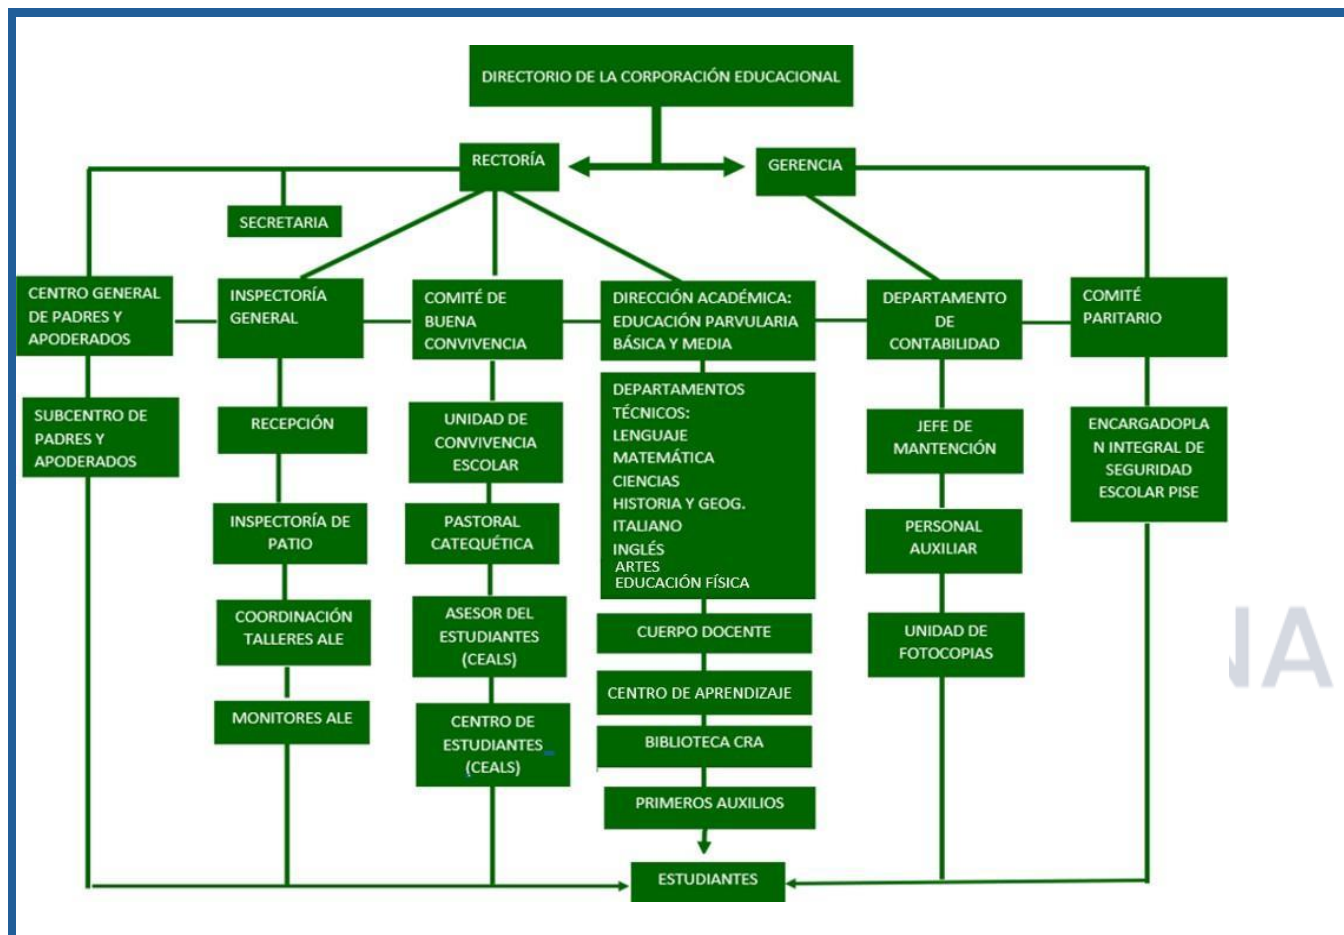 DIRECTORIO DE LA CORPORACIÓN EDUCACIONAL
RECTORÍA
GERENCIA
SECRETARIA
CENTRO GENERAL
DE PADRES Y
APODERADOS
INSPECTORÍA
GENERAL
COMITÉ DE
BUENA
CONVIVENCIA
DIRECCIÓN ACADÉMICA:
EDUCACIÓN PARVULARIA
BÁSICA Y MEDIA
DEPARTAMENTO
DE
CONTABILIDAD
COMITÉ
PARITARIO
SUBCENTRO DE
PADRES Y
APODERADOS
RECEPCIÓN
UNIDAD DE
CONVIVENCIA
ESCOLAR
DEPARTAMENTOS
TÉCNICOS:
LENGUAJE
MATEMÁTICA
CIENCIAS
HISTORIA Y GEOG.
ITALIANO
INGLÉS
ARTES
EDUCACIÓN FÍSICA
JEFE DE
MANTENCIÓN
ENCARGADOPLA
N INTEGRAL DE
SEGURIDAD
ESCOLAR PISE
INSPECTORÍA DE
PATIO
PASTORAL
CATEQUÉTICA
PERSONAL
AUXILIAR
COORDINACIÓN
TALLERES ALE
ASESOR DEL
ESTUDIANTES
(CEALS)
CUERPO DOCENTE
UNIDAD DE
FOTOCOPIAS
CENTRO DE APRENDIZAJE
MONITORES ALE
CENTRO DE
ESTUDIANTES
(CEALS)
BIBLIOTECA CRA
PRIMEROS AUXILIOS
ESTUDIANTES
NA